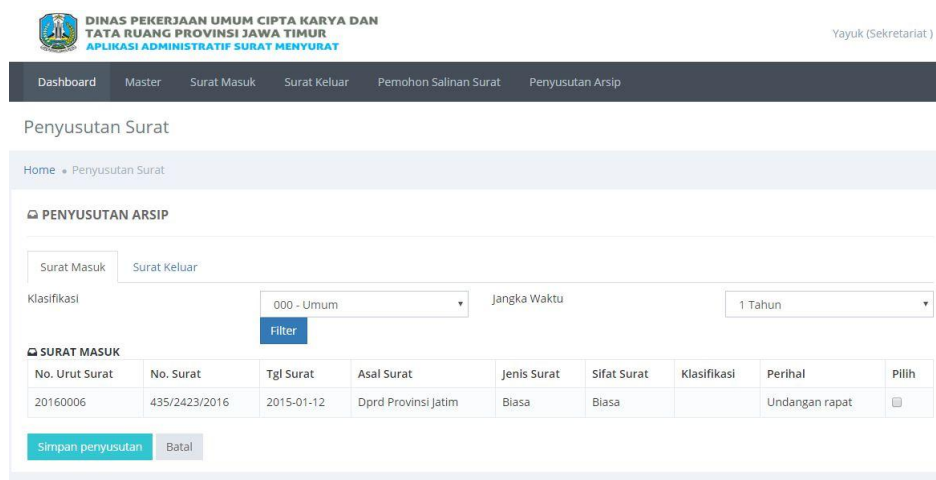 DINAS PEKERJAAN UMUM CIPTA KARYA DAN
TATA RUANG PROVINSI JAWA TIMUR
APLIKASI ADMINISTRATIF SURAT MENYURAT
Yayuk (Sekretariat )
Dashboard Master Surat Masuk Surat Keluar Pemohon Salinan Surat Penyusutan Arsip
Penyusutan Surat
Home Penyusutan Surat
PENYUSUTAN ARSIP
Surat Masuk Surat Keluar
Klasifikasi 000 - Umum Jangka Waktu 1 Tahun
Filter
SURAT MASUK
No. Urut Surat No. Surat Tgl Surat Asal Surat Jenis Surat Sifat Surat Klasifikasi Perihal Pilih
20160006 435/2423/2016 2015-01-12 Dprd Provinsi Jatim Biasa Biasa Undangan rapat
Simpan penyusutan Batal